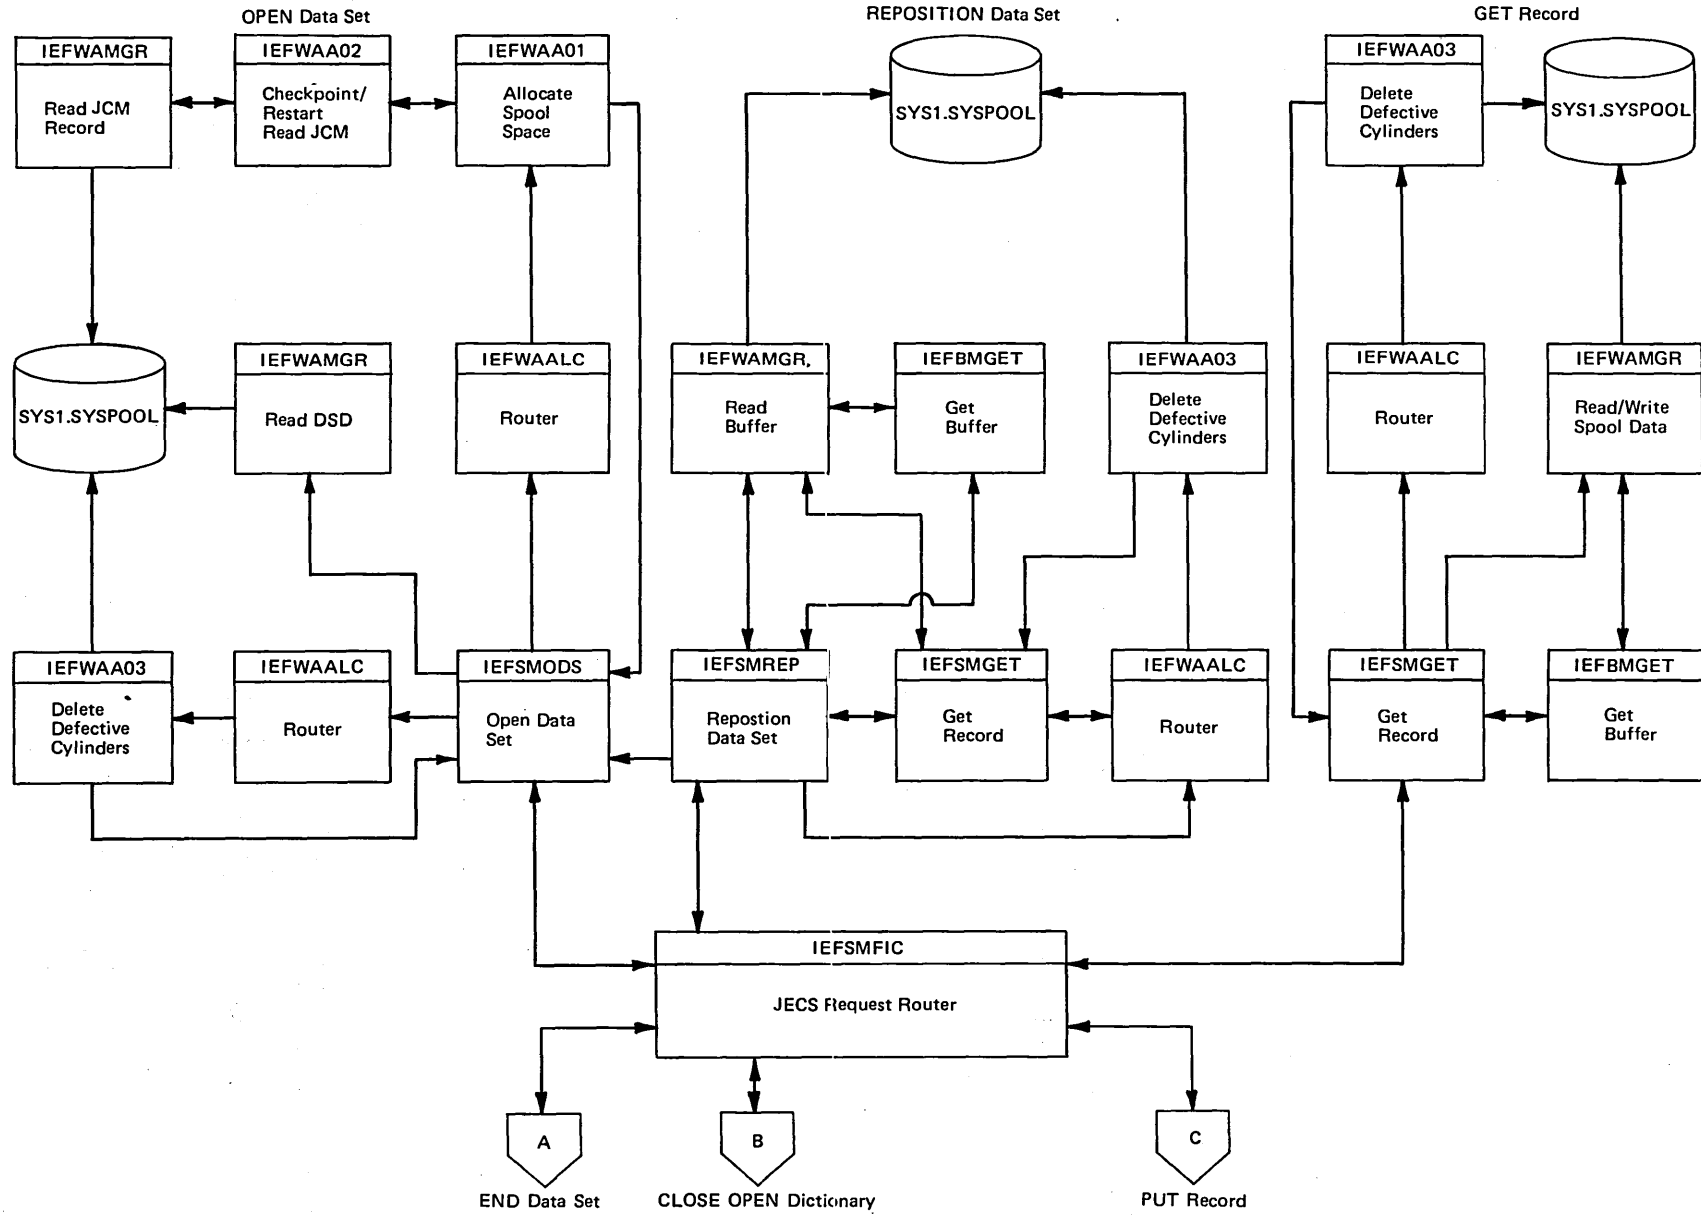 OPEN Data Set
REPOSITION Data Set
GET Record
IEFWAMGR
Read JCM
Record
IEFWAA02
Checkpoint/
Restart
Read JCM
IEFWAA01
Allocate
Spool
Space
SYS1.SYSPOOL
IEFWAA03
Delete
Defective
Cylinders
SYS1.SYSPOOL
SYS1.SYSPOOL
IEFWAMGR
Read DSD
IEFWAALC
Router
IEFWAMGR,
Read
Buffer
IEFBMGET
Get
Buffer
IEFWAA03
Delete
Defective
Cylinders
IEFWAALC
Router
IEFWAMGR
Read/Write
Spool Data
IEFWAA03
Delete
Defective
Cylinders
IEFWAALC
Router
IEFSMODS
Open Data
Set
IEFSMREP
Repostion
Data Set
IEFSMGET
Get
Record
IEFWAALC
Router
IEFSMGET
Get
Record
IEFBMGET
Get
Buffer
IEFSMFIC
JECS Request Router
A
END Data Set
B
CLOSE OPEN Dictionary
C
PUT Record